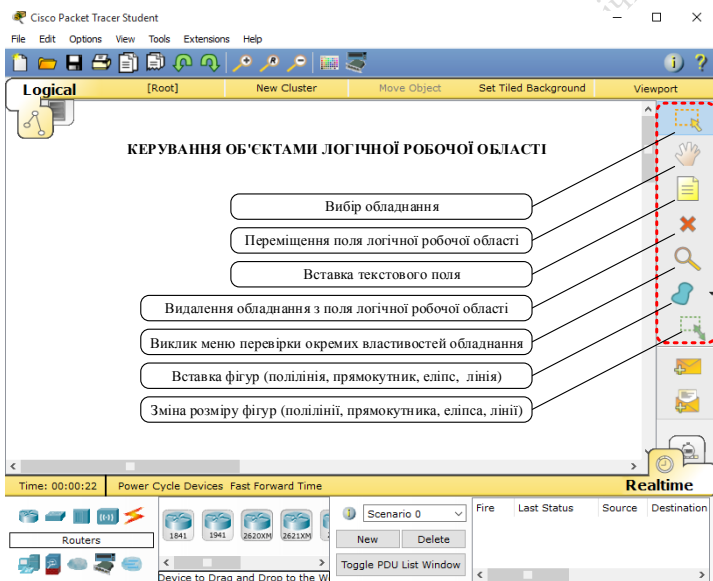 Cisco Packet Tracer Student
File Edit Options View Tools Extensions Help
Logical [Root] New Cluster Move Object Set Tiled Background Viewport
КЕРУВАННЯ ОБ'ЄКТАМИ ЛОГІЧНОЇ РОБОЧОЇ ОБЛАСТІ
Вибір обладнання
Переміщення поля логічної робочої області
Вставка текстового поля
Видалення обладнання з поля логічної робочої області
Виклик меню перевірки окремих властивостей обладнання
Вставка фігур (полілінія, прямокутник, еліпс, лінія)
Зміна розміру фігур (полілінії, прямокутника, еліпса, лінії)
Time: 00:00:22 Power Cycle Devices Fast Forward Time Realtime
Routers
1841 1941 2620XM 2621XM
Device to Drag and Drop to the W
Scenario 0
New Delete
Toggle PDU List Window
Fire Last Status Source Destination